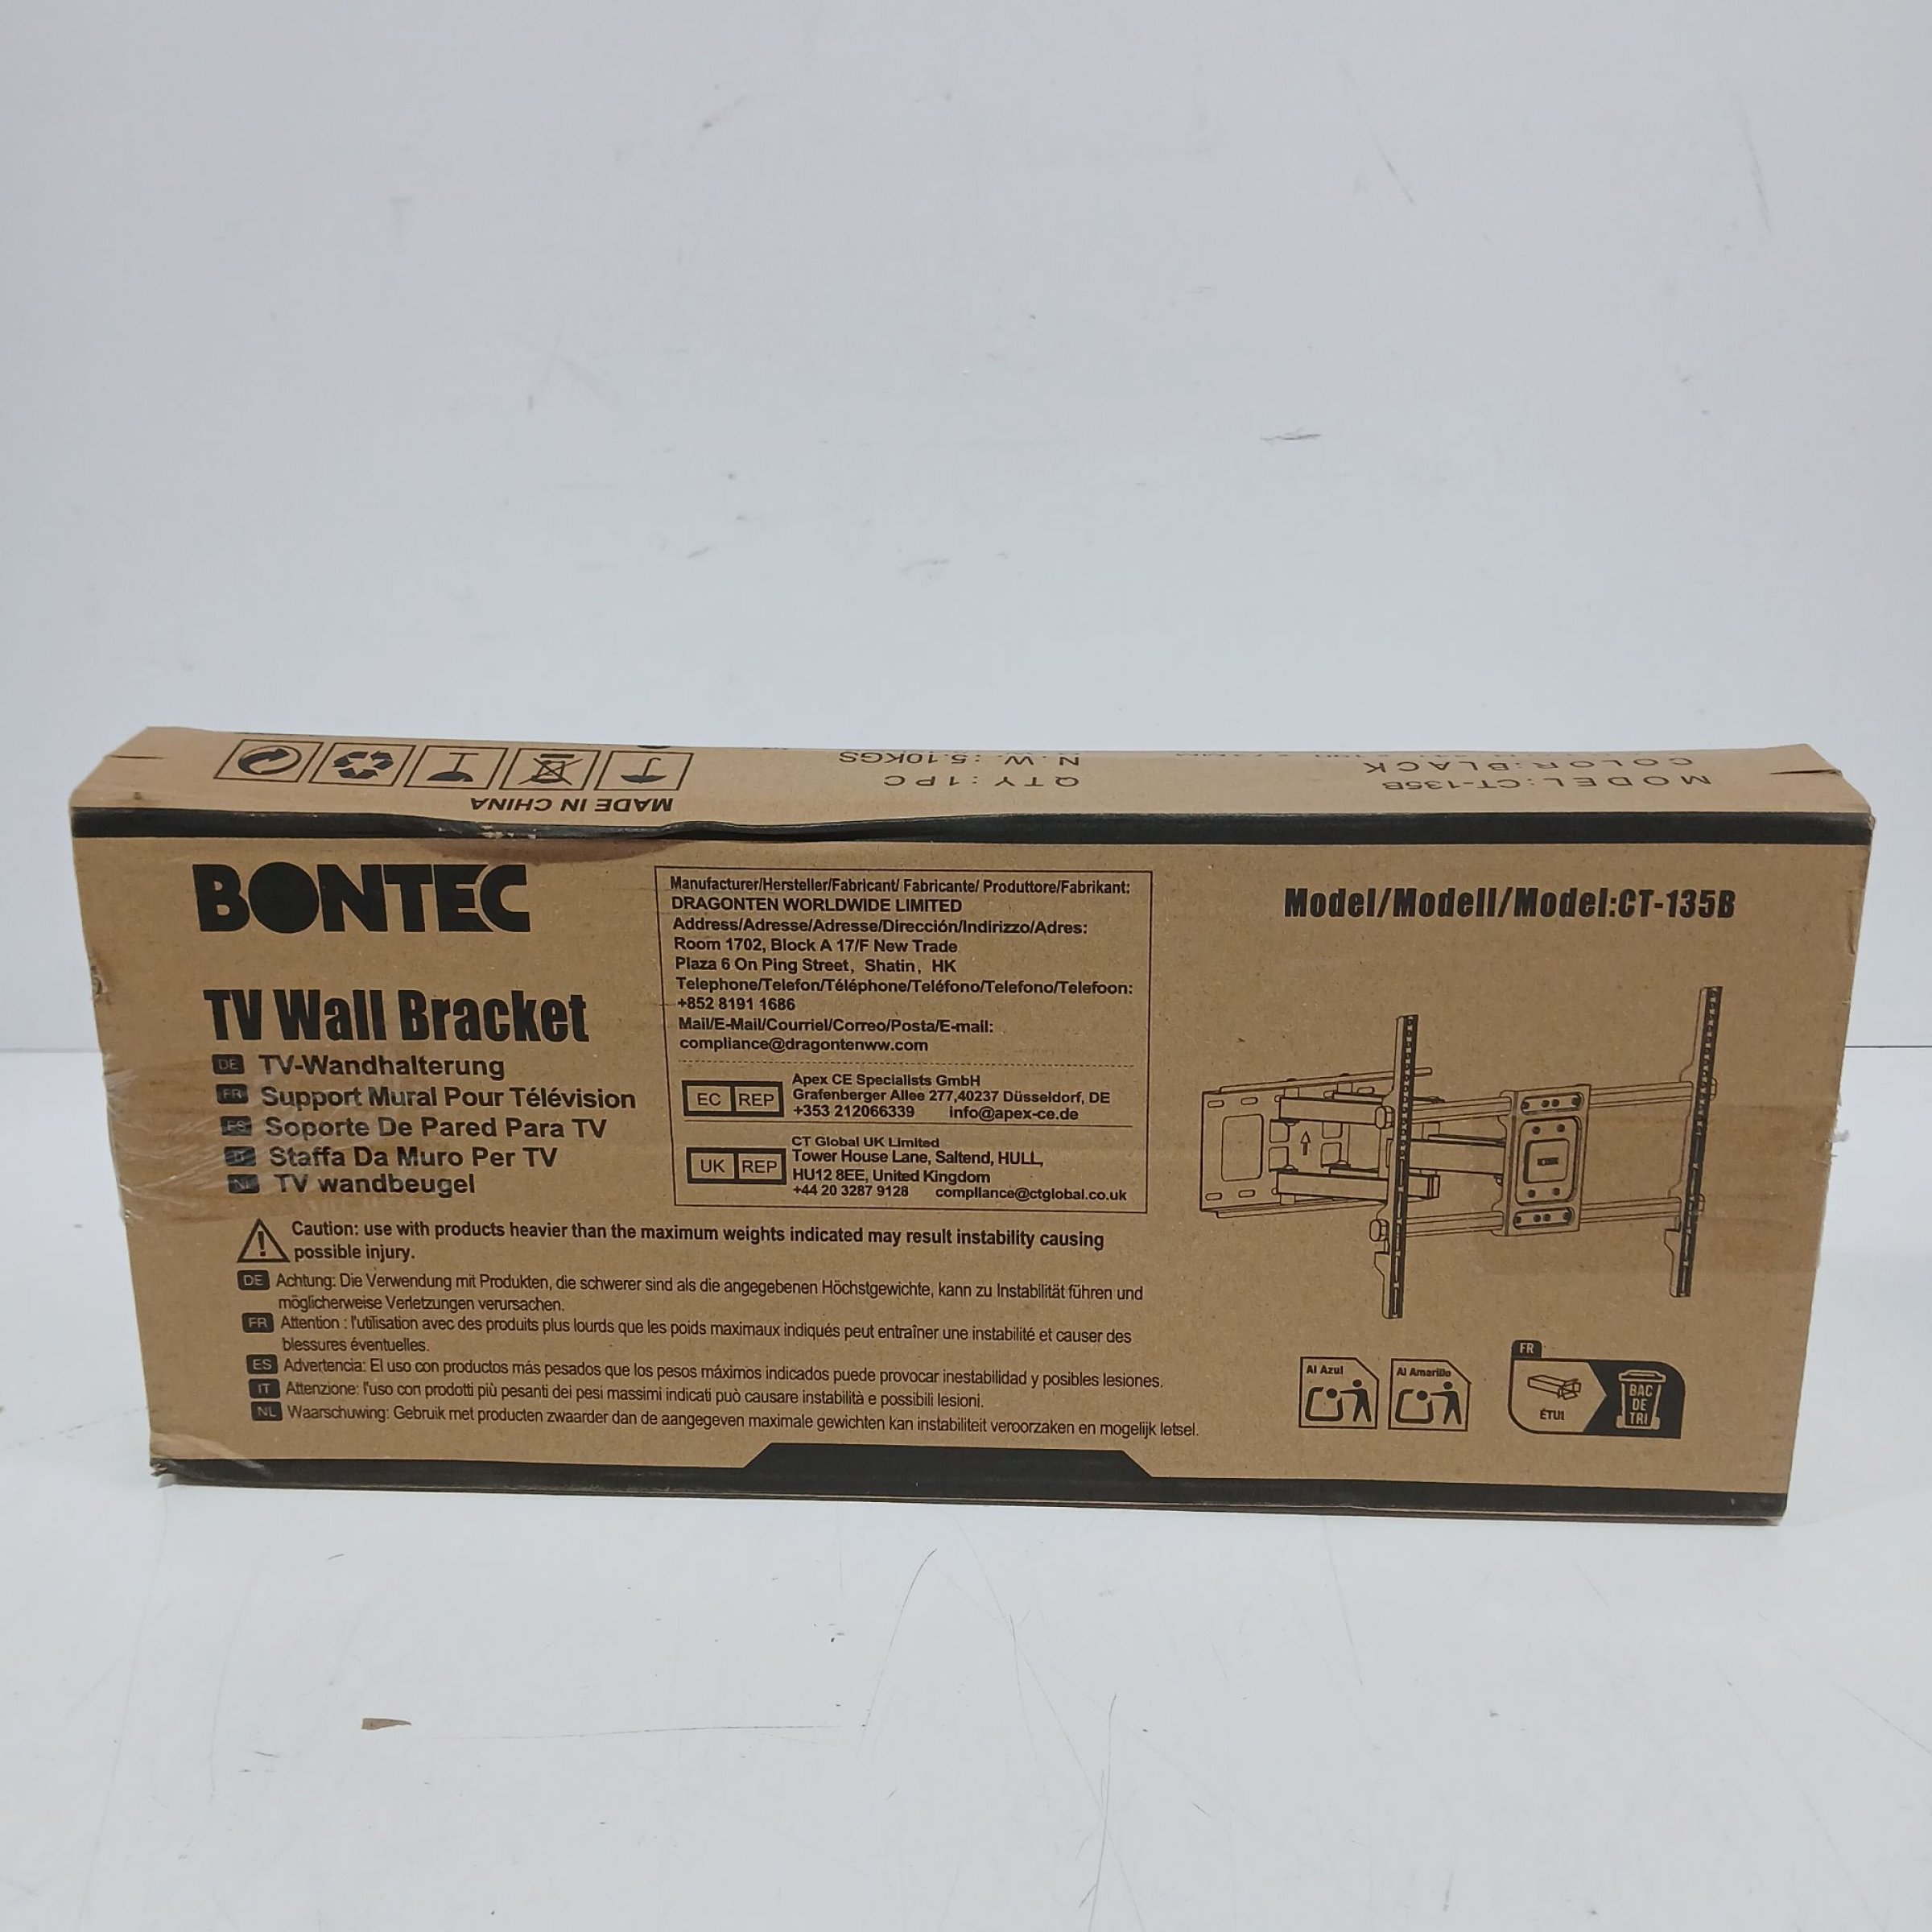 MADE IN CHINA
QTY:1PC
N.W.:5.10KGS
MODEL:CT-135B
COLOR:BLACK
BONTEC
TV Wall Bracket
DE TV-Wandhalterung
FR Support Mural Pour Télévision
ES Soporte De Pared Para TV
IT Staffa Da Muro Per TV
NL TV wandbeugel
Manufacturer/Hersteller/Fabricant/ Fabricante/ Produttore/Fabrikant:
DRAGONTEN WORLDWIDE LIMITED
Address/Adresse/Adresse/Dirección/Indirizzo/Adres:
Room 1702, Block A 17/F New Trade
Plaza 6 On Ping Street, Shatin, HK
Telephone/Telefon/Téléphone/Teléfono/Telefono/Telefoon:
+852 8191 1686
Mail/E-Mail/Courriel/Correo/Posta/E-mail:
compliance@dragontenww.com
EC REP
Apex CE Specialists GmbH
Grafenberger Allee 277,40237 Düsseldorf, DE
+353 212066339 info@apex-ce.de
UK REP
CT Global UK Limited
Tower House Lane, Saltend, HULL,
HU12 8EE, United Kingdom
+44 20 3287 9128 compliance@ctglobal.co.uk
Model/Modell/Model:CT-135B
Caution: use with products heavier than the maximum weights indicated may result instability causing
possible injury.
DE Achtung: Die Verwendung mit Produkten, die schwerer sind als die angegebenen Höchstgewichte, kann zu Instabilität führen und
möglicherweise Verletzungen verursachen.
FR Attention : l'utilisation avec des produits plus lourds que les poids maximaux indiqués peut entraîner une instabilité et causer des
blessures éventuelles.
ES Advertencia: El uso con productos más pesados que los pesos máximos indicados puede provocar inestabilidad y posibles lesiones.
IT Attenzione: l'uso con prodotti più pesanti dei pesi massimi indicati può causare instabilità e possibili lesioni.
NL Waarschuwing: Gebruik met producten zwaarder dan de aangegeven maximale gewichten kan instabiliteit veroorzaken en mogelijk letsel.
Al Azul
Al Amarillo
FR
ÉTUI
BAC
DE
TRI